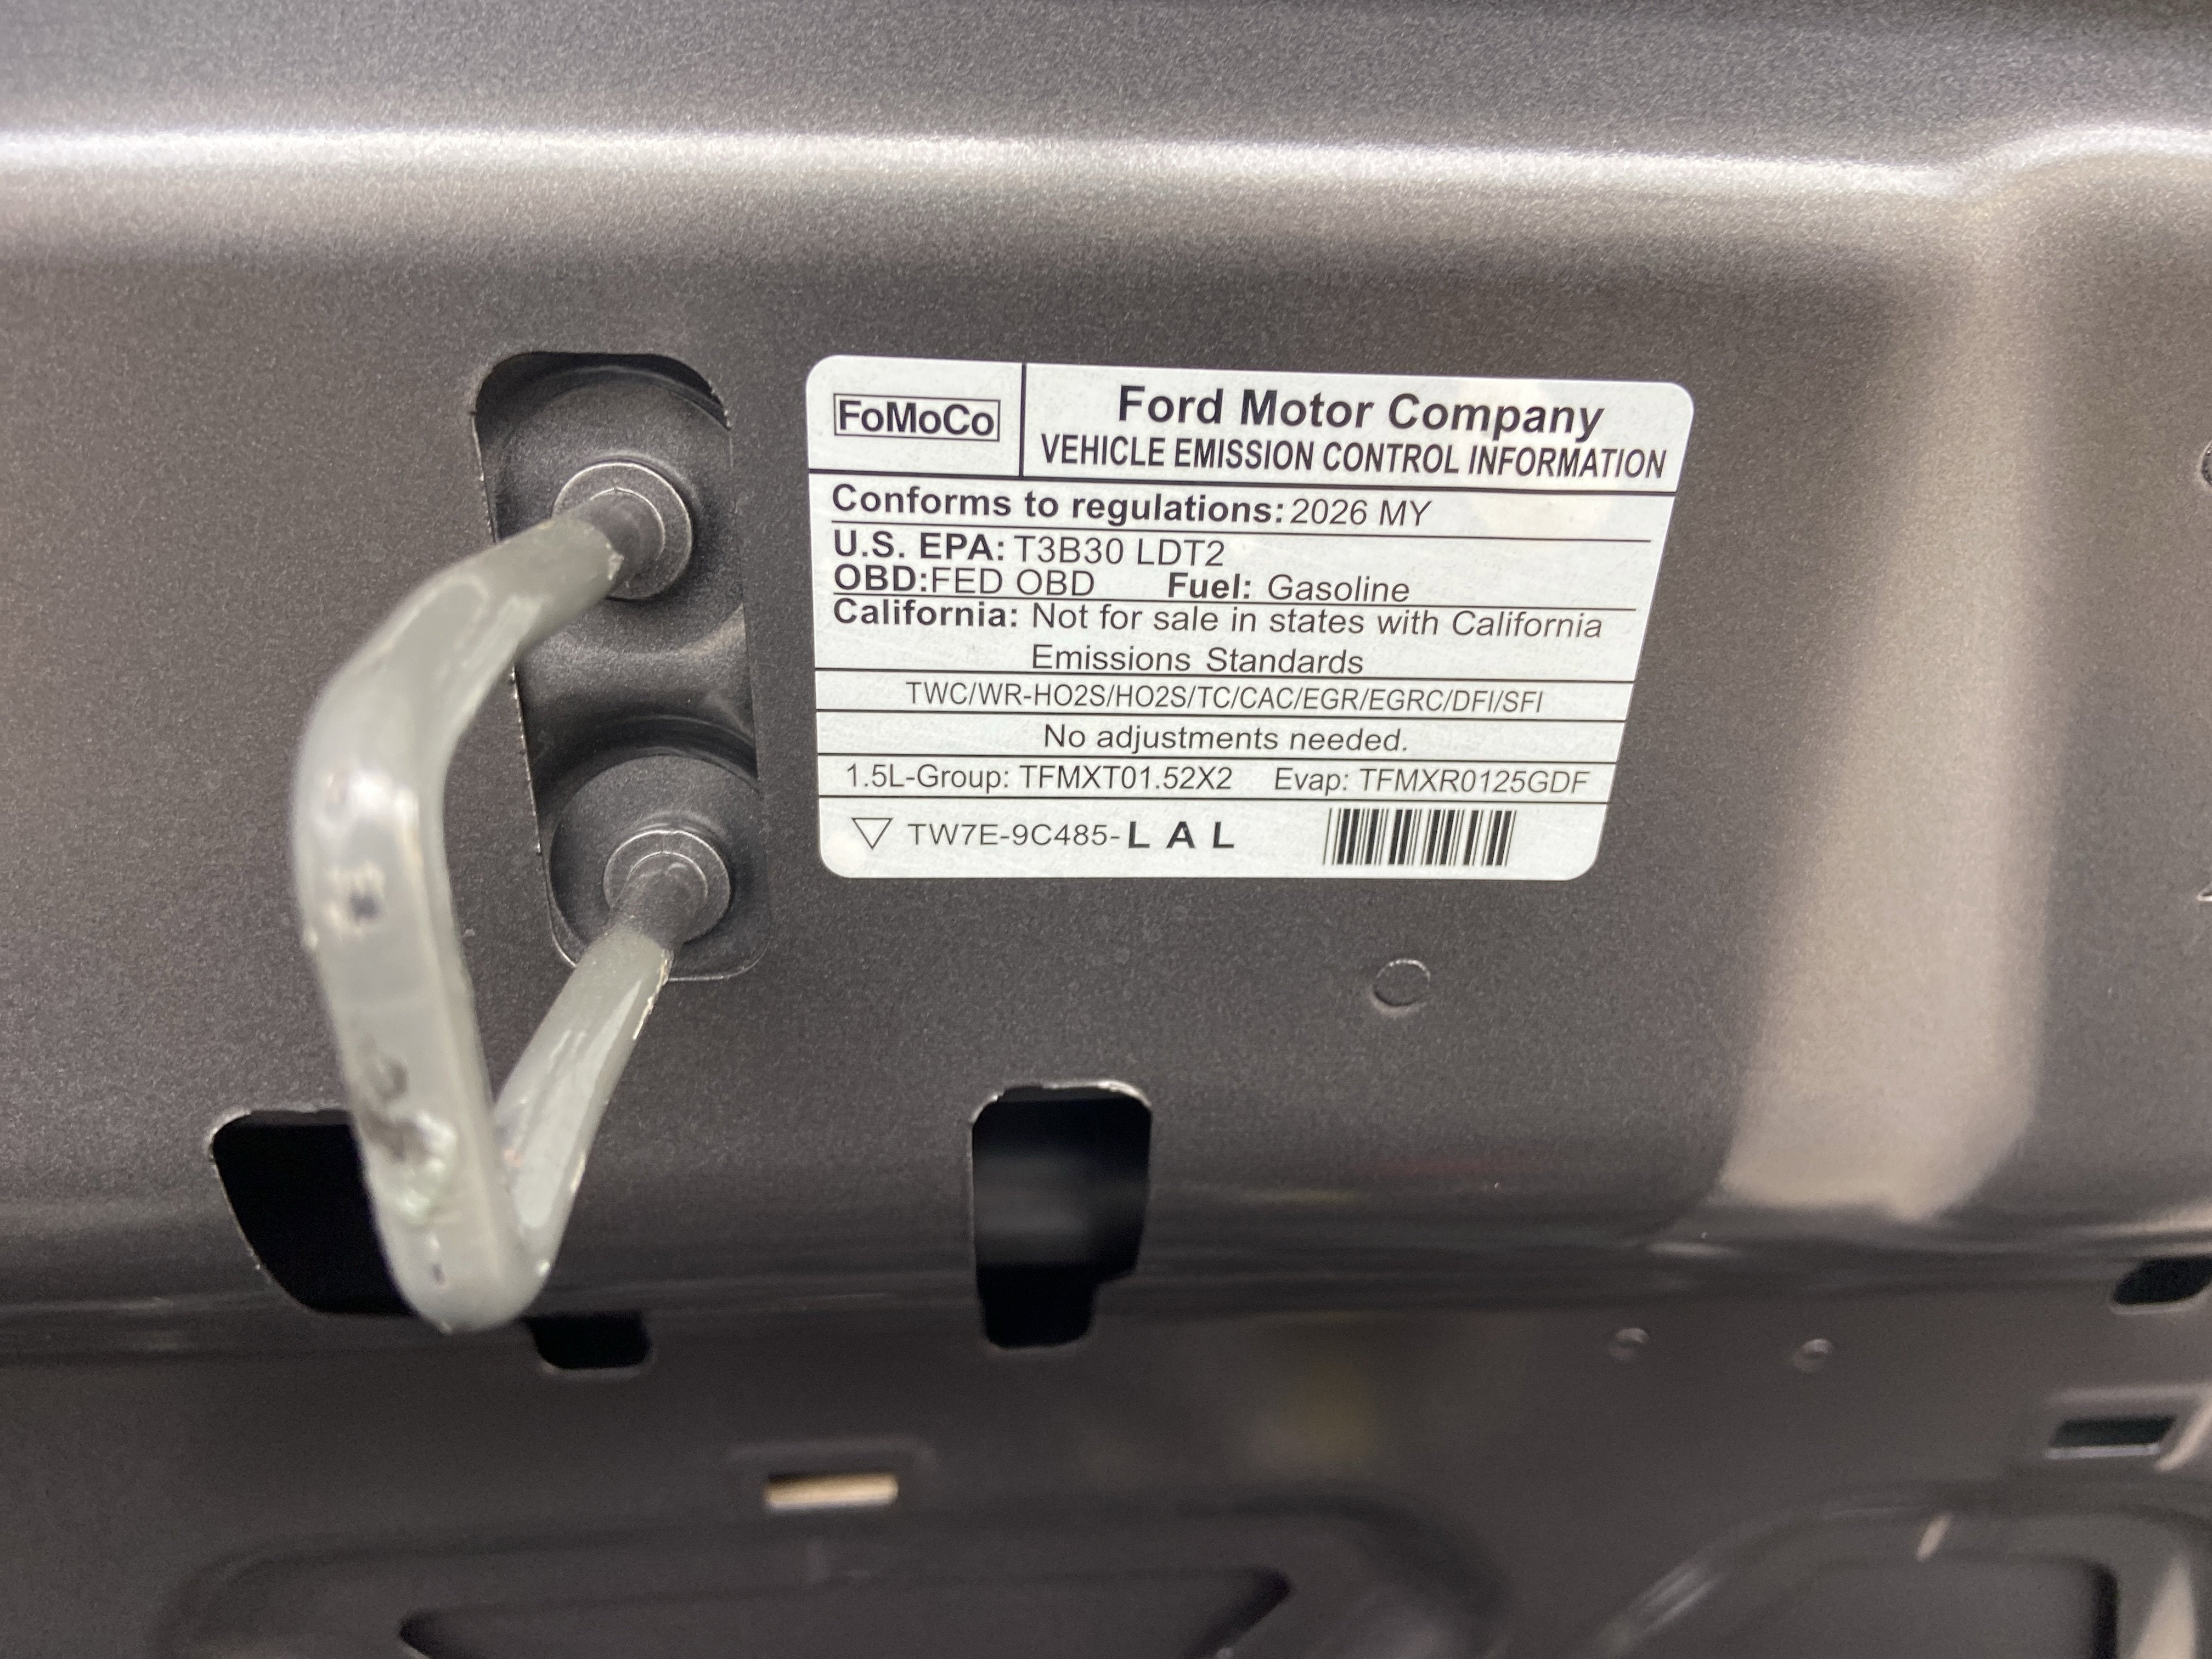 FoMoCo
Ford Motor Company
VEHICLE EMISSION CONTROL INFORMATION
Conforms to regulations: 2026 MY
U.S. EPA: T3B30 LDT2
OBD:FED OBD Fuel: Gasoline
California: Not for sale in states with California
Emissions Standards
TWC/WR-HO2S/HO2S/TC/CAC/EGR/EGRC/DFI/SFI
No adjustments needed.
1.5L-Group: TFMXT01.52X2 Evap: TFMXR0125GDF
TW7E-9C485-L A L